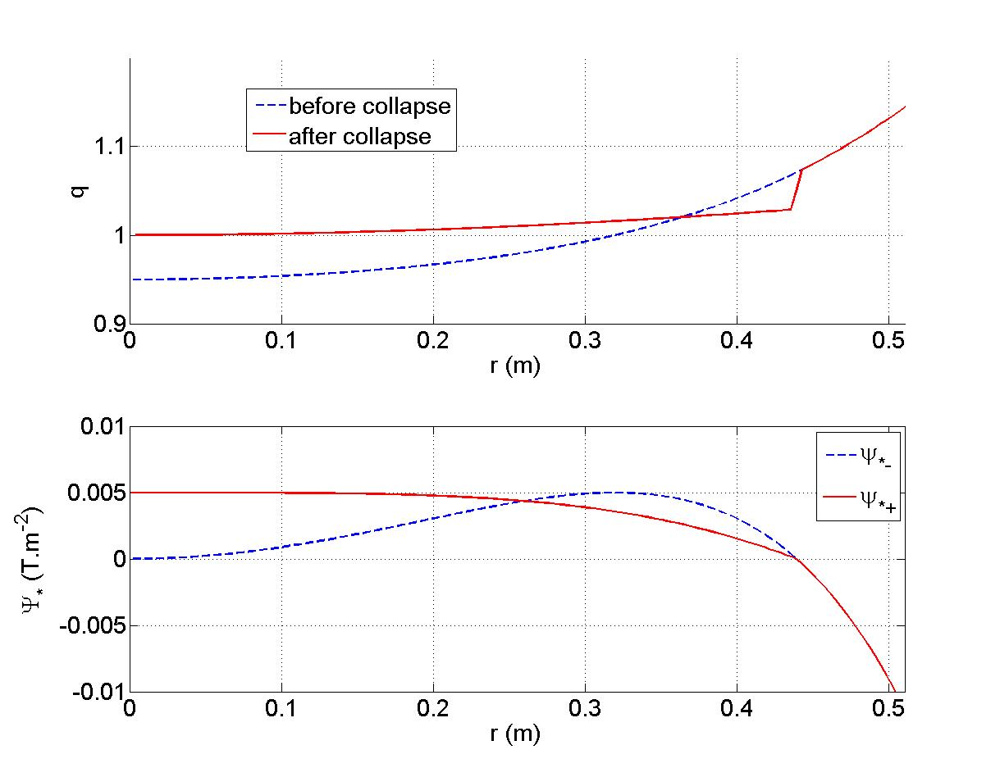 before collapse
after collapse
q
1.1
1
0.9
0 0.1 0.2 0.3 0.4 0.5
r (m)
Ψ*-
Ψ*+
Ψ* (T.m-2)
0.01
0.005
0
-0.005
-0.01
0 0.1 0.2 0.3 0.4 0.5
r (m)